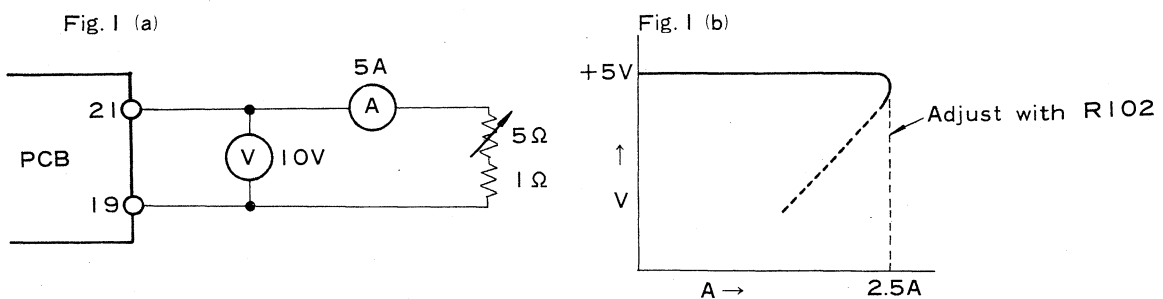 Fig. 1 (a)
5A
21
A
5Ω
PCB
V
10V
1Ω
19
Fig. 1 (b)
+5V
Adjust with R102
↑
V
A →
2.5A